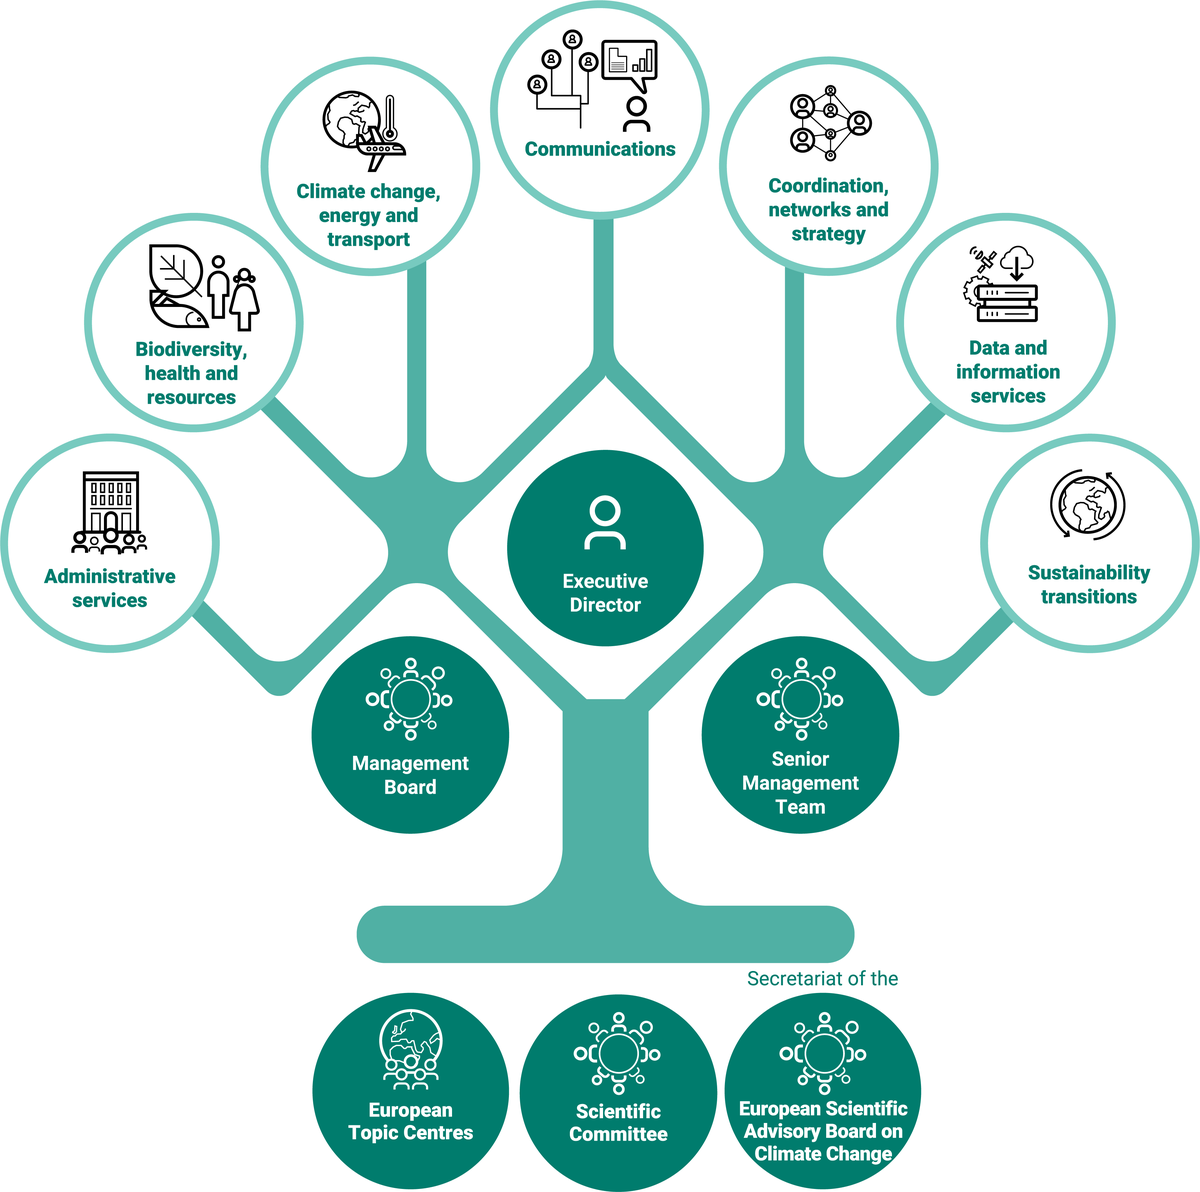 Communications
Climate change,
energy and
transport
Coordination,
networks and
strategy
Biodiversity,
health and
resources
Data and
information
services
Administrative
services
Executive
Director
Sustainability
transitions
Management
Board
Senior
Management
Team
Secretariat of the
European
Topic Centres
Scientific
Committee
European Scientific
Advisory Board on
Climate Change